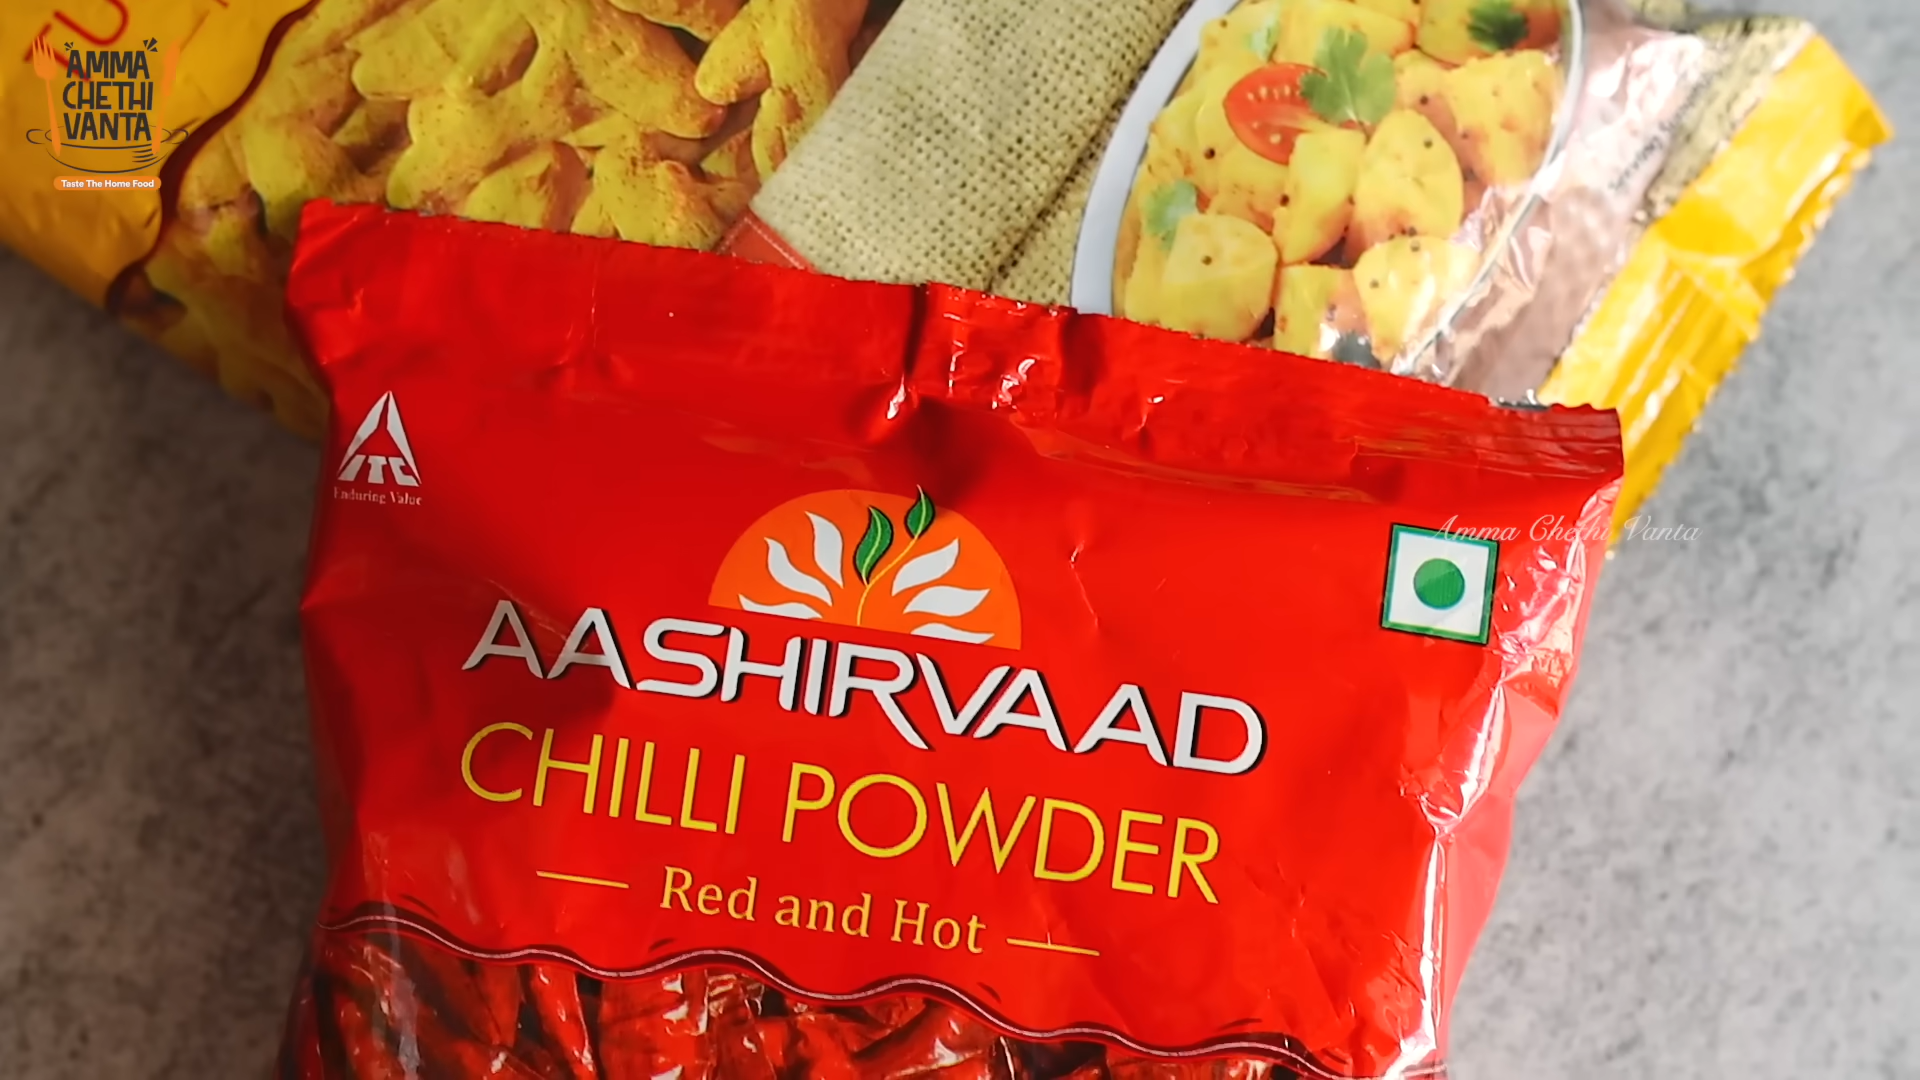 TU
AMMA
CHETHI
VANTA
Taste The Home Food
ITC
Enduring Value
Amma Chethi Vanta
AASHIRVAAD
CHILLI POWDER
Red and Hot